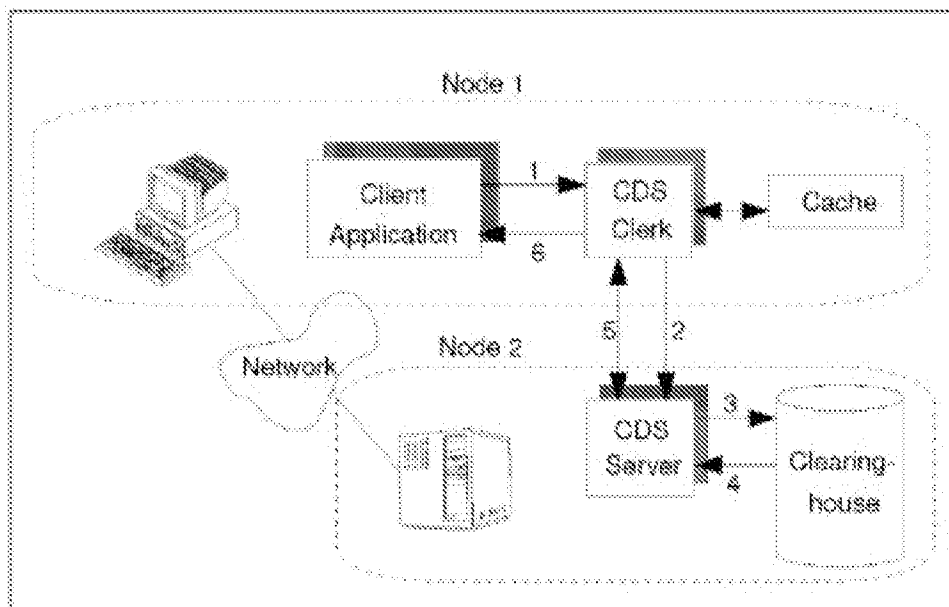 Node 1
Client
Application
1
6
CDS
Clerk
Cache
5
2
Node 2
Network
CDS
Server
3
4
Clearing-
house